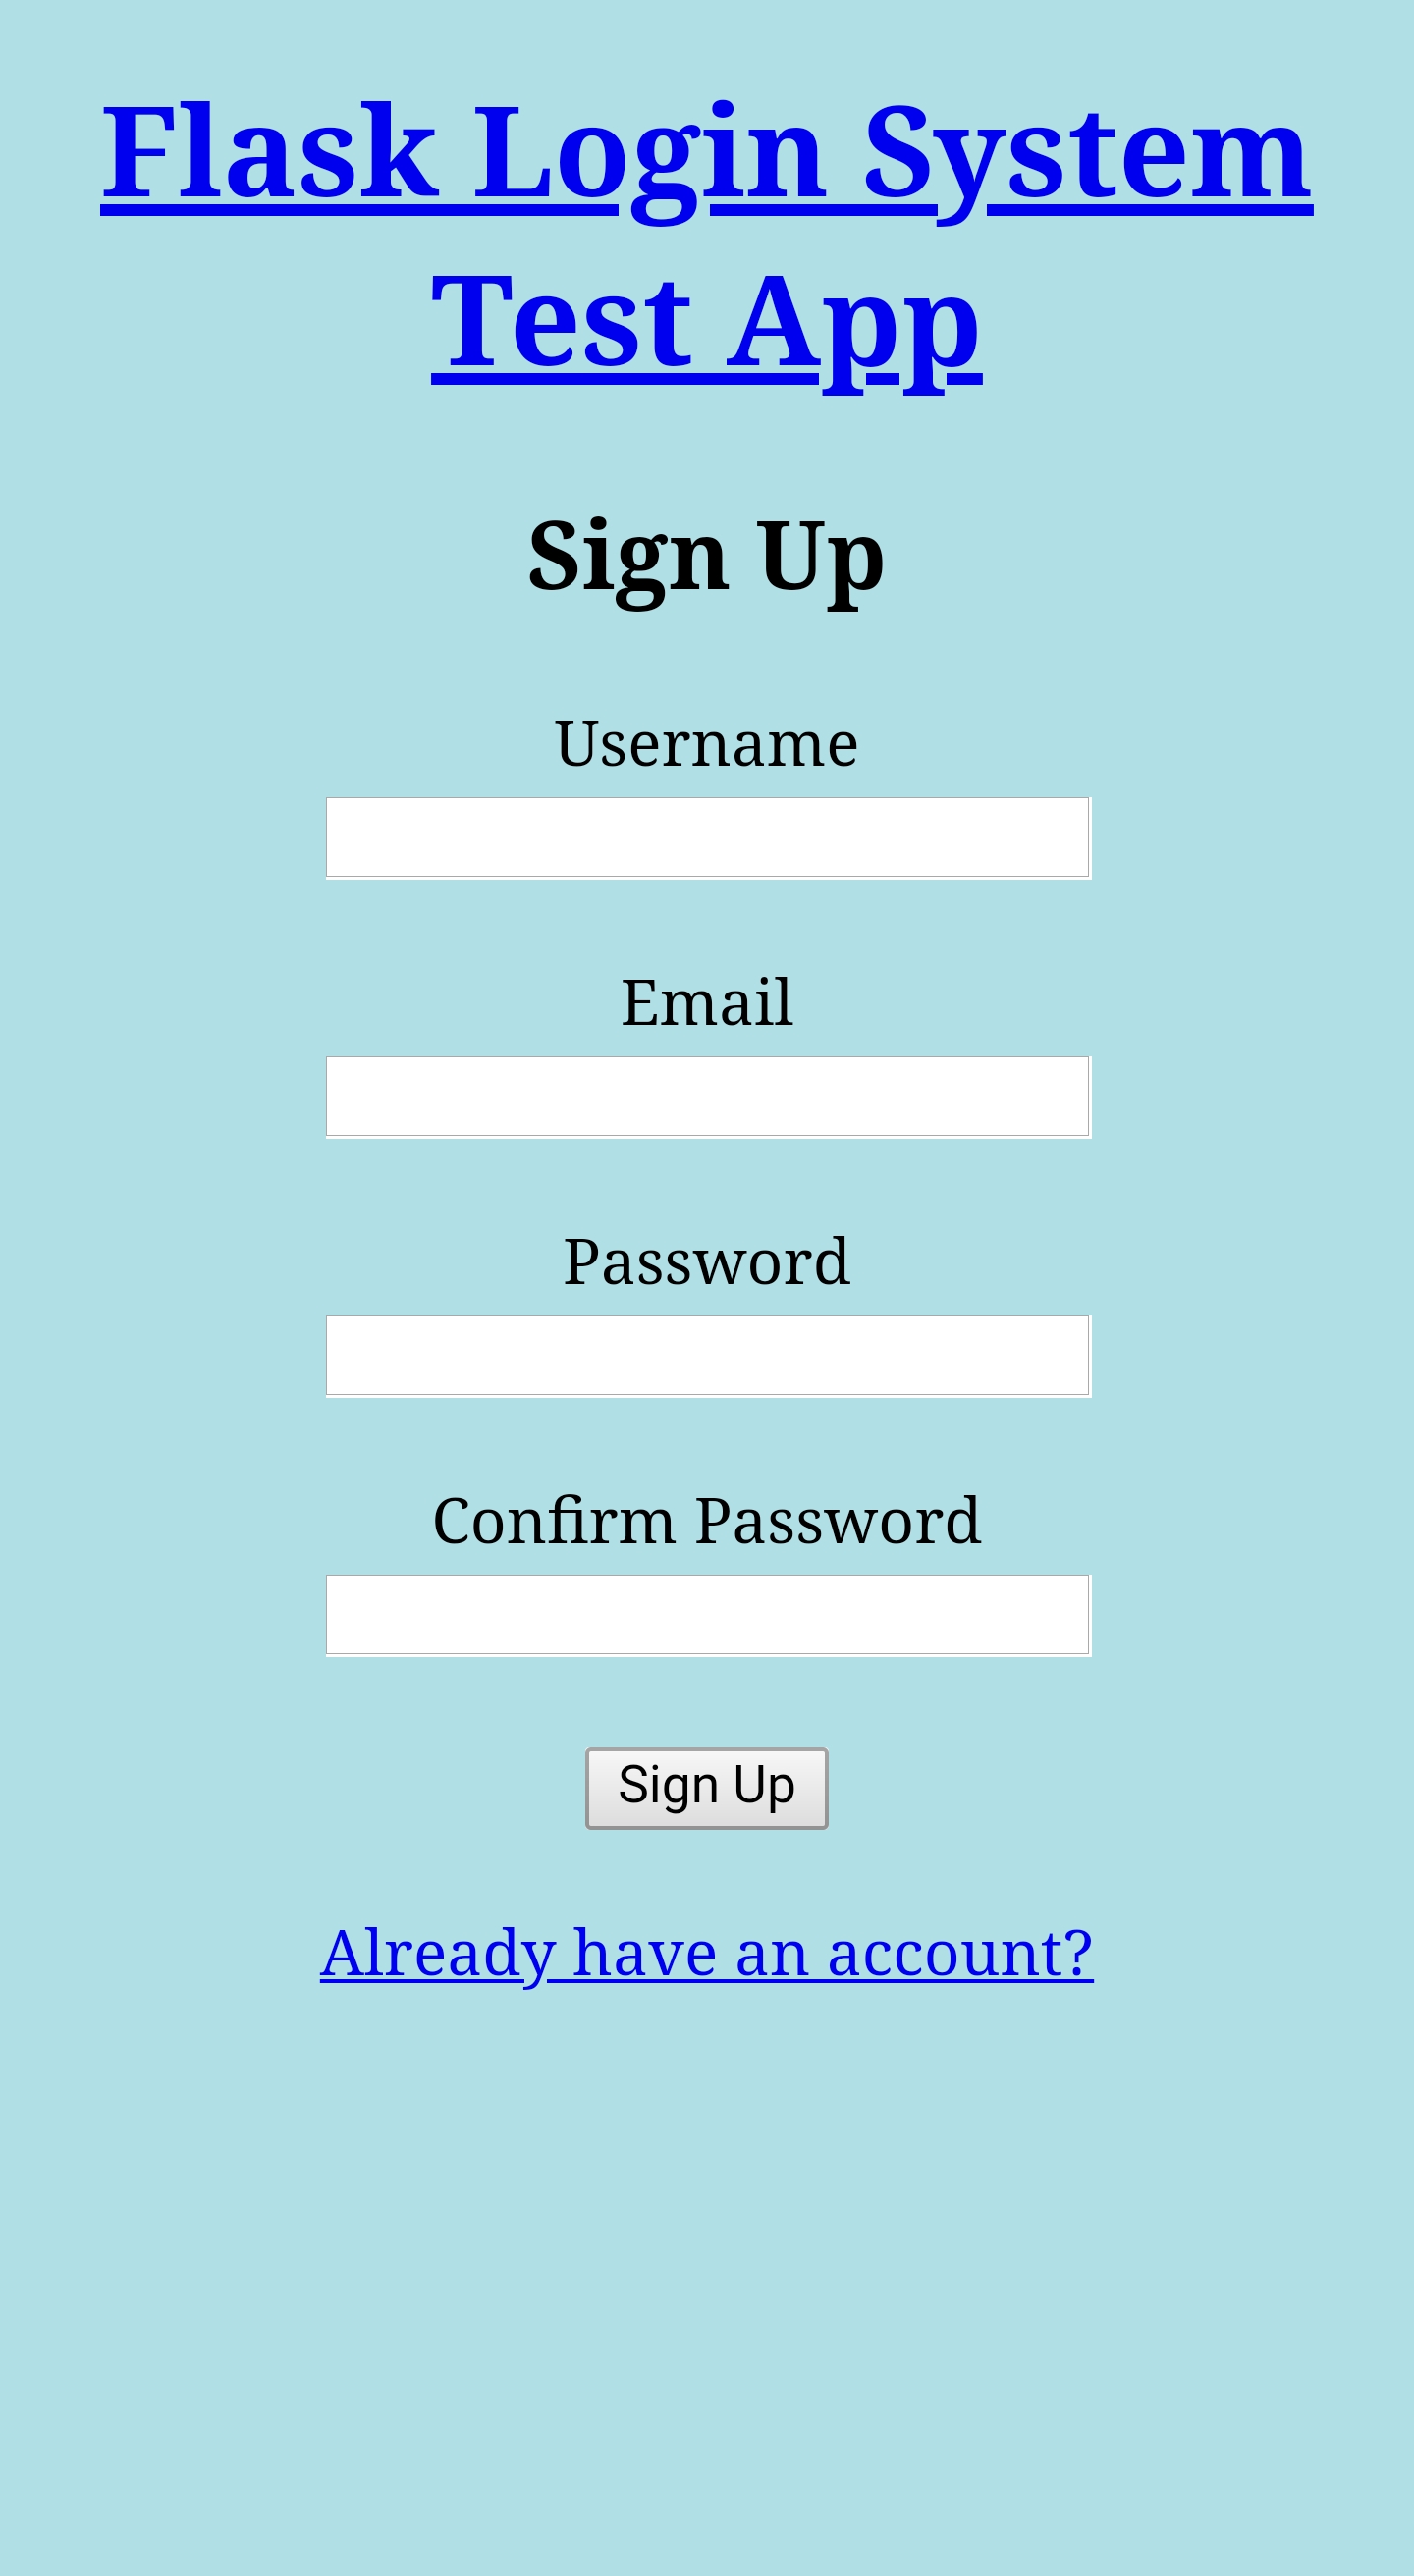 Flask Login System
Test App
Sign Up
Username
Email
Password
Confirm Password
Sign Up
Already have an account?